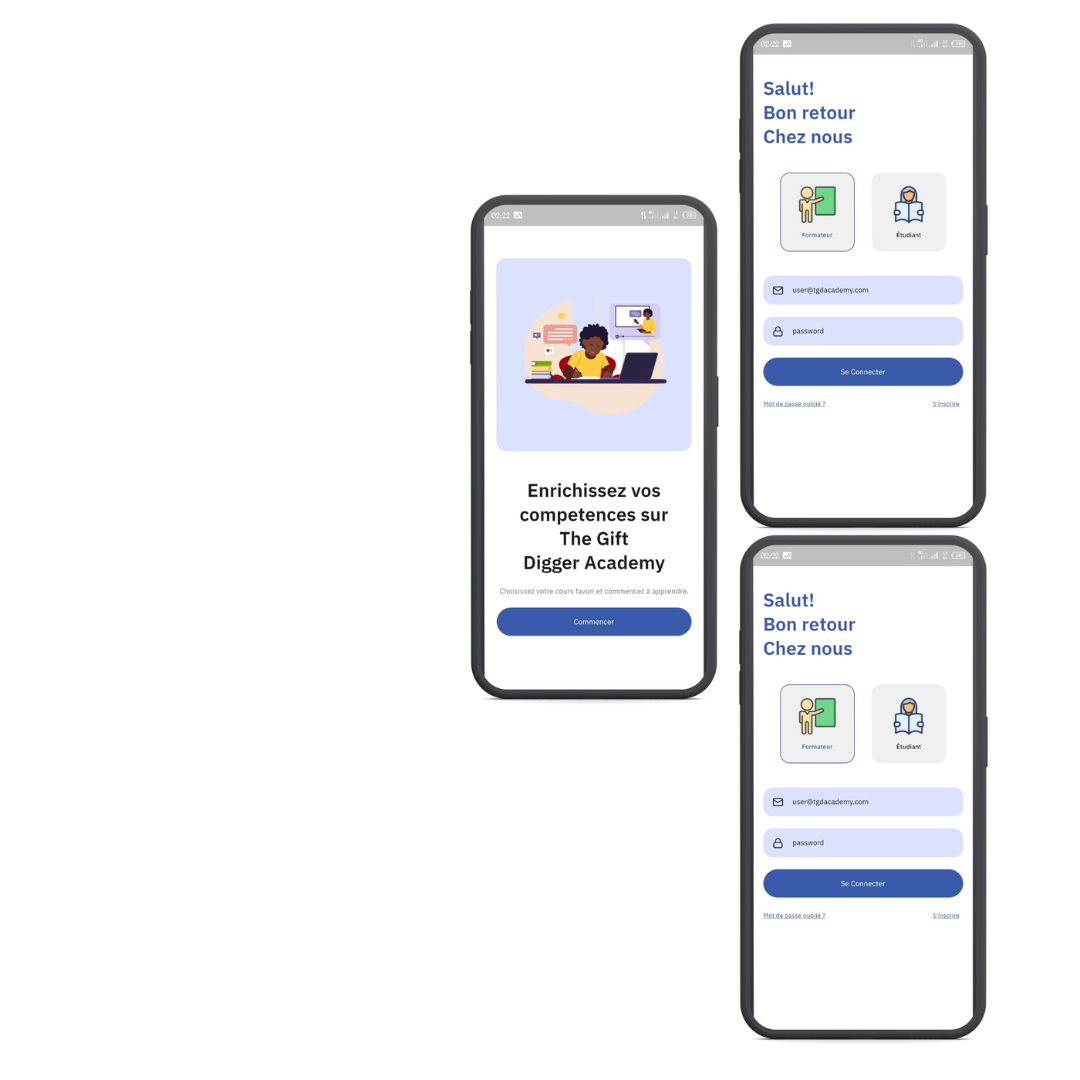 02:22
Enrichissez vos
competences sur
The Gift
Digger Academy
Choisissez votre cours favori et commencez à apprendre.
Commencer
02:22
Salut!
Bon retour
Chez nous
Formateur
Étudiant
user@tgdacademy.com
password
Se Connecter
Mot de passe oublié ?
S'inscrire
02:22
Salut!
Bon retour
Chez nous
Formateur
Étudiant
user@tgdacademy.com
password
Se Connecter
Mot de passe oublié ?
S'inscrire